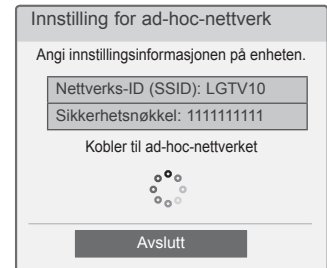 Innstilling for ad-hoc-nettverk
Angi innstillingsinformasjonen på enheten.
Nettverks-ID (SSID): LGTV10
Sikkerhetsnøkkel: 1111111111
Kobler til ad-hoc-nettverket
Avslutt